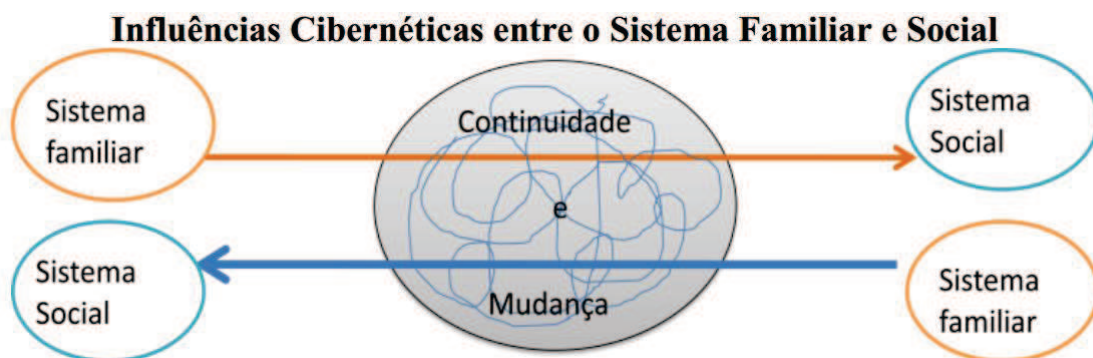 Influências Cibernéticas entre o Sistema Familiar e Social
Sistema
familiar
Continuidade
Sistema
Social
e
Sistema
Social
Mudança
Sistema
familiar